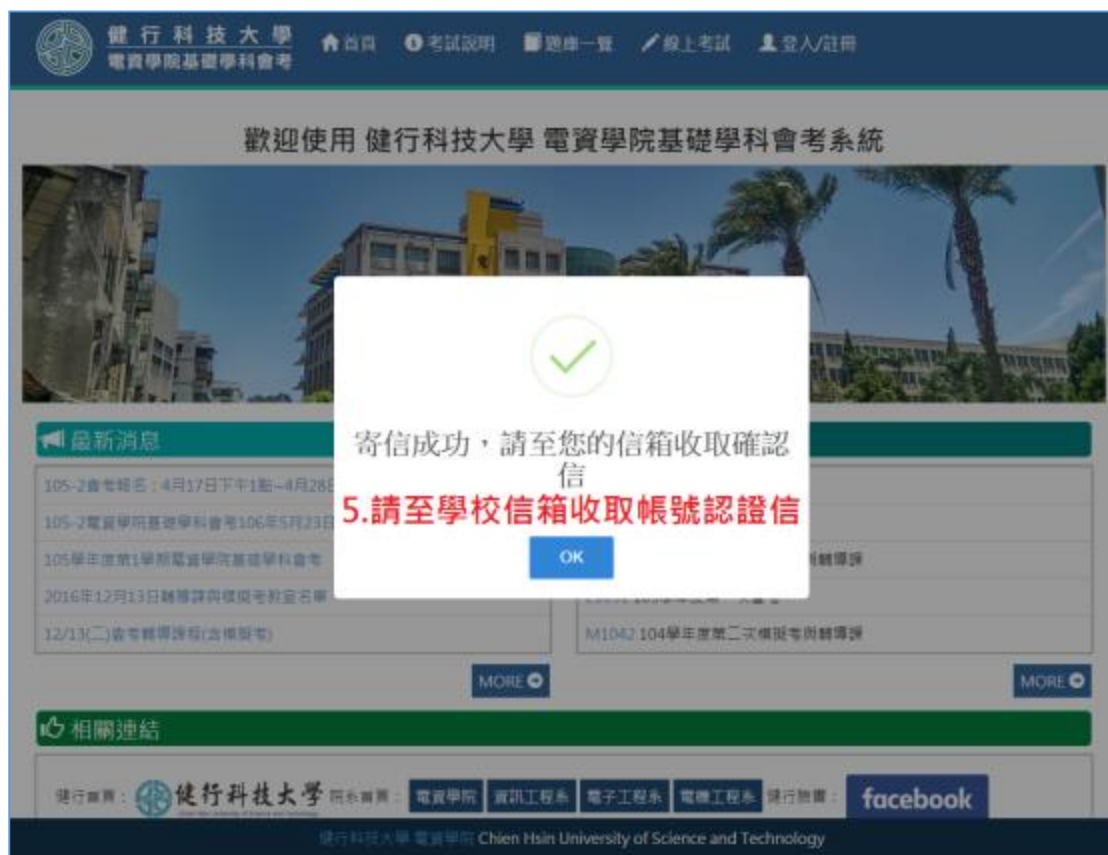 健行科技大學
電資學院基礎學科會考
首頁 考試說明 題庫一覽 線上考試 登入/註冊
歡迎使用 健行科技大學 電資學院基礎學科會考系統
最新消息
寄信成功，請至您的信箱收取確認
信
5.請至學校信箱收取帳號認證信
OK
105-2會考報名：4月17日下午1點~4月28日
105-2電資學院基礎學科會考106年5月23日
105學年度第1學期電資學院基礎學科會考
2016年12月13日輔導課與模擬考教室名單
12/13(二)會考輔導課程(含模擬考)
M1042 104學年度第二次模擬考與輔導課
MORE
MORE
相關連結
健行首頁： 健行科技大學 院系首頁： 電資學院 資訊工程系 電子工程系 電機工程系 健行臉書： facebook
健行科技大學 電資學院 Chien Hsin University of Science and Technology